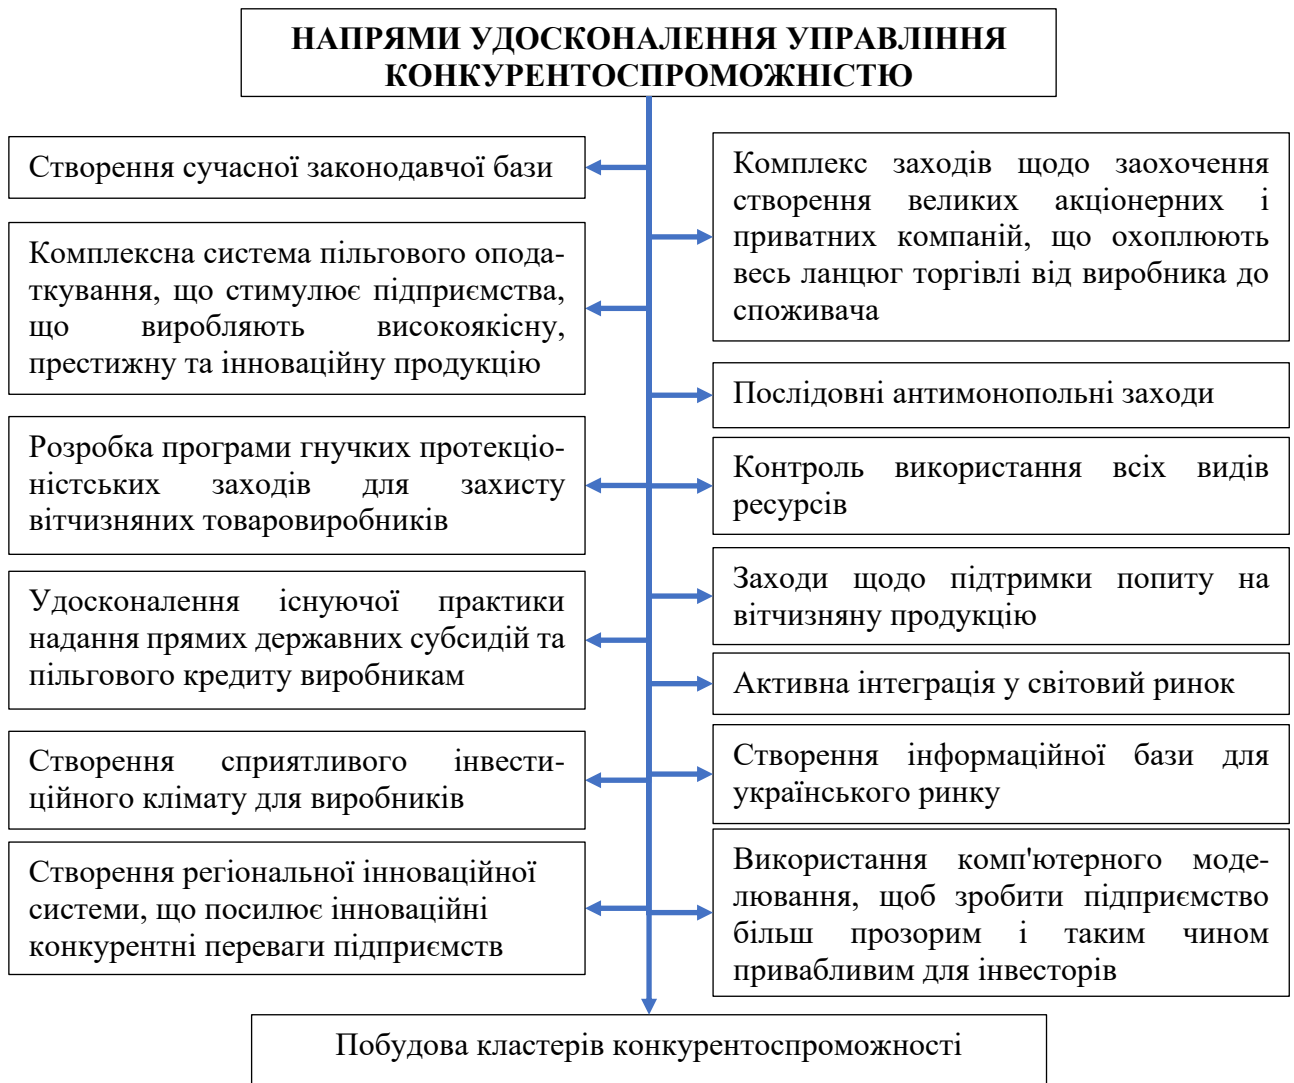 НАПРЯМИ УДОСКОНАЛЕННЯ УПРАВЛІННЯ
КОНКУРЕНТОСПРОМОЖНІСТЮ
Створення сучасної законодавчої бази
Комплексна система пільгового опода-
ткування, що стимулює підприємства,
що виробляють високоякісну,
престижну та інноваційну продукцію
Розробка програми гнучких протекціо-
ністських заходів для захисту
вітчизняних товаровиробників
Удосконалення існуючої практики
надання прямих державних субсидій та
пільгового кредиту виробникам
Створення сприятливого інвести-
ційного клімату для виробників
Створення регіональної інноваційної
системи, що посилює інноваційні
конкурентні переваги підприємств
Комплекс заходів щодо заохочення
створення великих акціонерних і
приватних компаній, що охоплюють
весь ланцюг торгівлі від виробника до
споживача
Послідовні антимонопольні заходи
Контроль використання всіх видів
ресурсів
Заходи щодо підтримки попиту на
вітчизняну продукцію
Активна інтеграція у світовий ринок
Створення інформаційної бази для
українського ринку
Використання комп'ютерного моде-
лювання, щоб зробити підприємство
більш прозорим і таким чином
привабливим для інвесторів
Побудова кластерів конкурентоспроможності